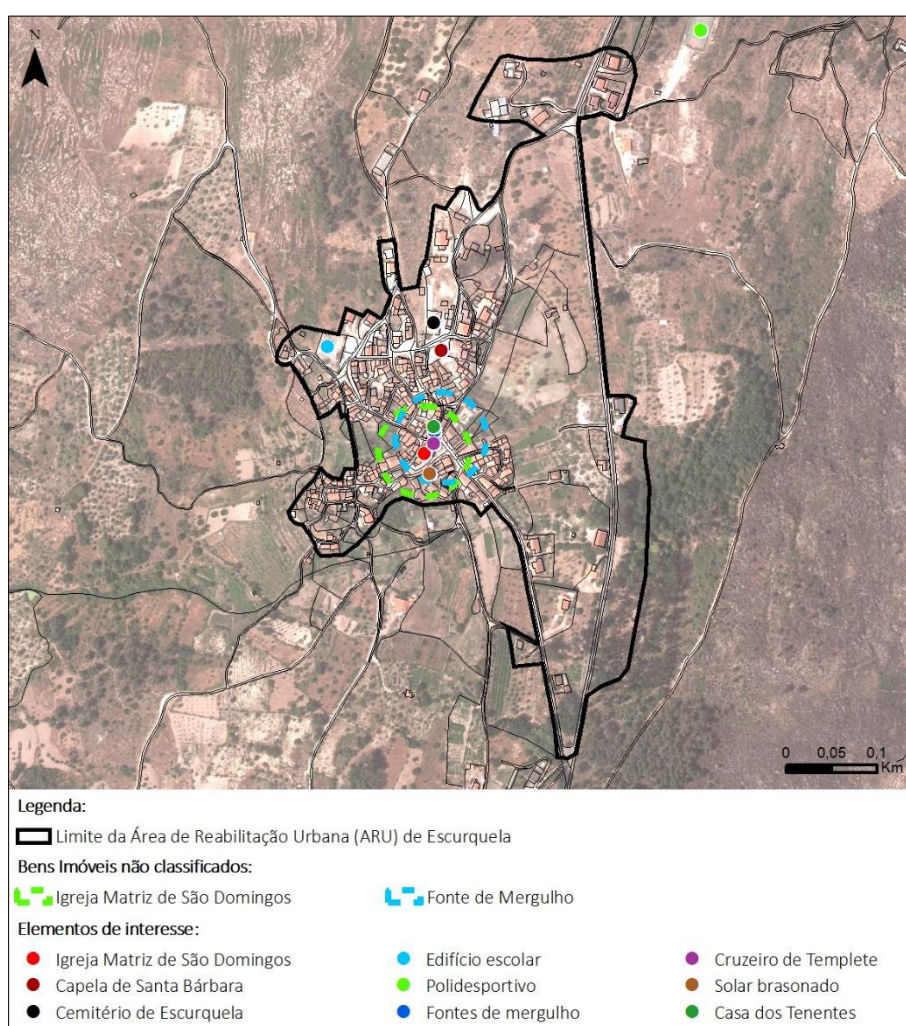 N
0 0,05 0,1
Km
Legenda:
Limite da Área de Reabilitação Urbana (ARU) de Escurquela
Bens Imóveis não classificados:
Igreja Matriz de São Domingos Fonte de Mergulho
Elementos de interesse:
Igreja Matriz de São Domingos Edifício escolar Cruzeiro de Templete
Capela de Santa Bárbara Polidesportivo Solar brasonado
Cemitério de Escurquela Fontes de mergulho Casa dos Tenentes